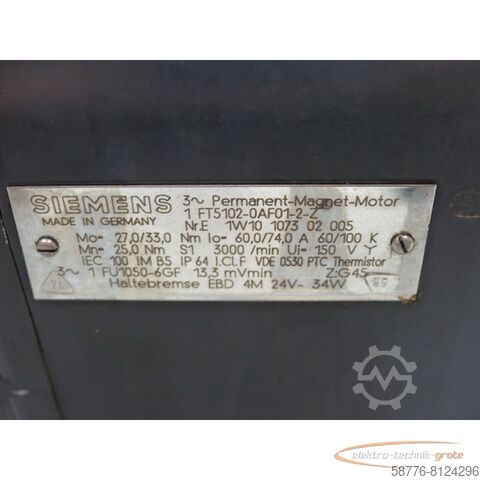 SIEMENS 3~ Permanent-Magnet-Motor
MADE IN GERMANY 1 FT5102-0AF01-2-Z
Nr.E 1W10 1073 02 005
Mo= 27,0/33,0 Nm Io= 60,0/74,0 A 60/100 K
Mn= 25,0 Nm S1 3000 /min Ui= 150 V Y
IEC 100 IM B5 IP 64 I.CLF VDE 0530 PTC Thermistor
3~ 1 FU1050-6GF 13,3 mVmin Z:G45
Haltebremse EBD 4M 24V- 34W
elektro-technik-grote
58776-8124296